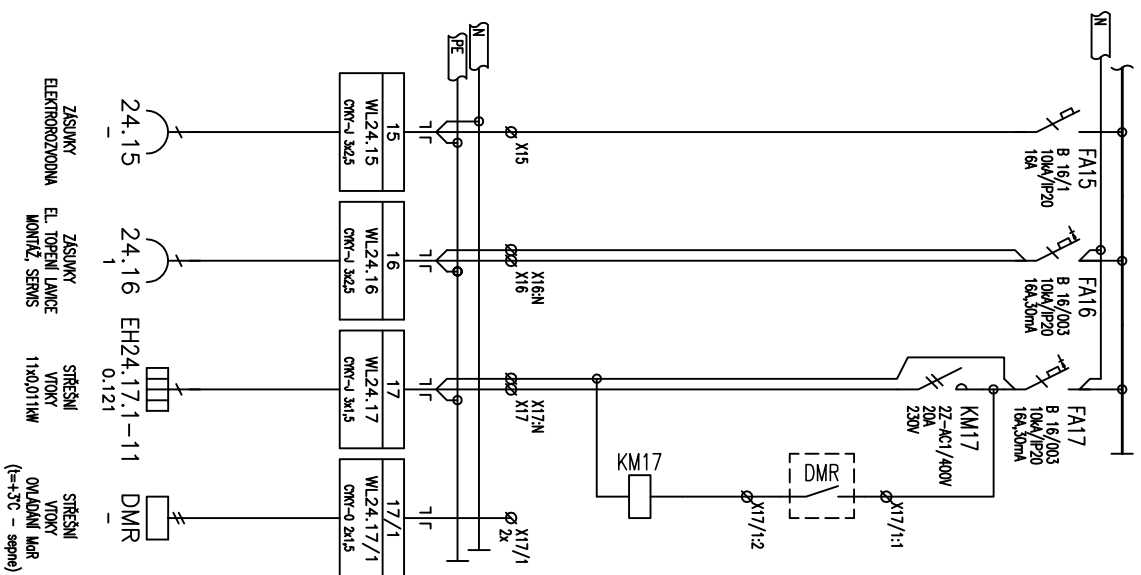 N
FA15
B 16/1
10kA/IP20
16A
FA16
B 16/003
10kA/IP20
16A,30mA
FA17
B 16/003
10kA/IP20
16A,30mA
KM17
2Z-AC1/400V
20A
230V
X17/1:1
DMR
X17/1:2
KM17
X15
X16:N
X16
X17:N
X17
X17/1
2x
N
PE
15
WL24.15
CYKY-J 3x2,5
16
WL24.16
CYKY-J 3x2,5
17
WL24.17
CYKY-J 3x1,5
17/1
WL24.17/1
CYKY-O 2x1,5
24.15
-
24.16
1
EH24.17.1-11
0.121
DMR
-
ZÁSUVKY
ELEKTROROZVODNA
ZÁSUVKY
EL. TOPENÍ LAVICE
MONTÁŽ, SERVIS
STŘEŠNÍ
VTOKY
11x0,011kW
STŘEŠNÍ
VTOKY
OVLÁDÁNÍ MaR
(t=+3°C - sepne)